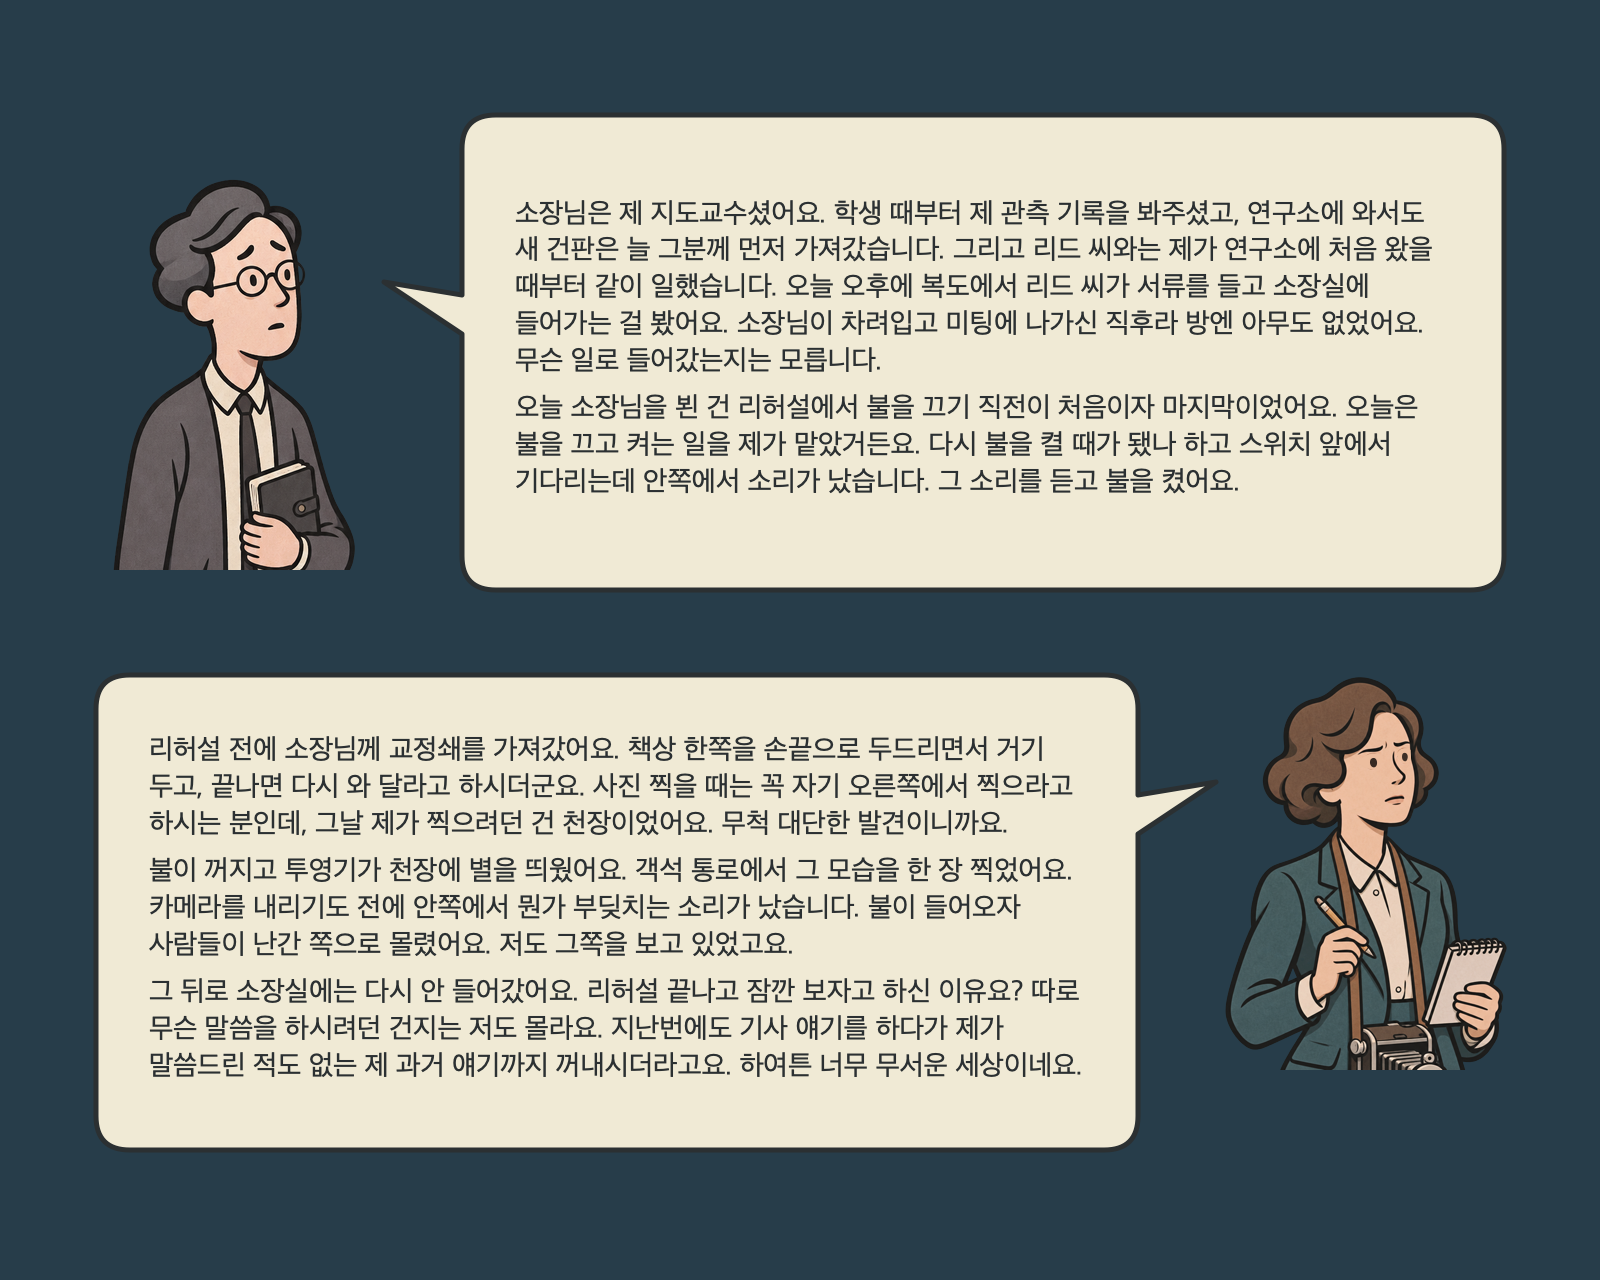 소장님은 제 지도교수셨어요. 학생 때부터 제 관측 기록을 봐주셨고, 연구소에 와서도
새 건판은 늘 그분께 먼저 가져갔습니다. 그리고 리드 씨와는 제가 연구소에 처음 왔을
때부터 같이 일했습니다. 오늘 오후에 복도에서 리드 씨가 서류를 들고 소장실에
들어가는 걸 봤어요. 소장님이 차려입고 미팅에 나가신 직후라 방엔 아무도 없었어요.
무슨 일로 들어갔는지는 모릅니다.
오늘 소장님을 뵌 건 리허설에서 불을 끄기 직전이 처음이자 마지막이었어요. 오늘은
불을 끄고 켜는 일을 제가 맡았거든요. 다시 불을 켤 때가 됐나 하고 스위치 앞에서
기다리는데 안쪽에서 소리가 났습니다. 그 소리를 듣고 불을 켰어요.
리허설 전에 소장님께 교정쇄를 가져갔어요. 책상 한쪽을 손끝으로 두드리면서 거기
두고, 끝나면 다시 와 달라고 하시더군요. 사진 찍을 때는 꼭 자기 오른쪽에서 찍으라고
하시는 분인데, 그날 제가 찍으려던 건 천장이었어요. 무척 대단한 발견이니까요.
불이 꺼지고 투영기가 천장에 별을 띄웠어요. 객석 통로에서 그 모습을 한 장 찍었어요.
카메라를 내리기도 전에 안쪽에서 뭔가 부딪치는 소리가 났습니다. 불이 들어오자
사람들이 난간 쪽으로 몰렸어요. 저도 그쪽을 보고 있었고요.
그 뒤로 소장실에는 다시 안 들어갔어요. 리허설 끝나고 잠깐 보자고 하신 이유요? 따로
무슨 말씀을 하시려던 건지는 저도 몰라요. 지난번에도 기사 얘기를 하다가 제가
말씀드린 적도 없는 제 과거 얘기까지 꺼내시더라고요. 하여튼 너무 무서운 세상이네요.